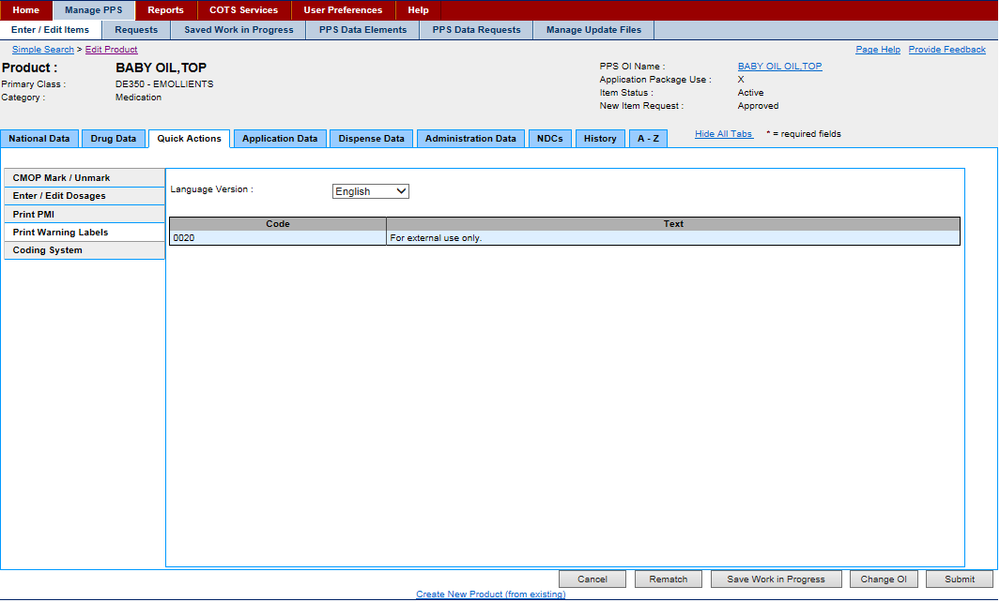 Home Manage PPS Reports COTS Services User Preferences Help
Enter / Edit Items Requests Saved Work in Progress PPS Data Elements PPS Data Requests Manage Update Files
Simple Search > Edit Product Page Help Provide Feedback
Product : BABY OIL,TOP
Primary Class : DE350 - EMOLLIENTS
Category : Medication
PPS OI Name : BABY OIL OIL,TOP
Application Package Use : X
Item Status : Active
New Item Request : Approved
National Data Drug Data Quick Actions Application Data Dispense Data Administration Data NDCs History A - Z Hide All Tabs * = required fields
CMOP Mark / Unmark
Enter / Edit Dosages
Print PMI
Print Warning Labels
Coding System
Language Version : English
Code Text
0020 For external use only.
Cancel Rematch Save Work in Progress Change OI Submit
Create New Product (from existing)